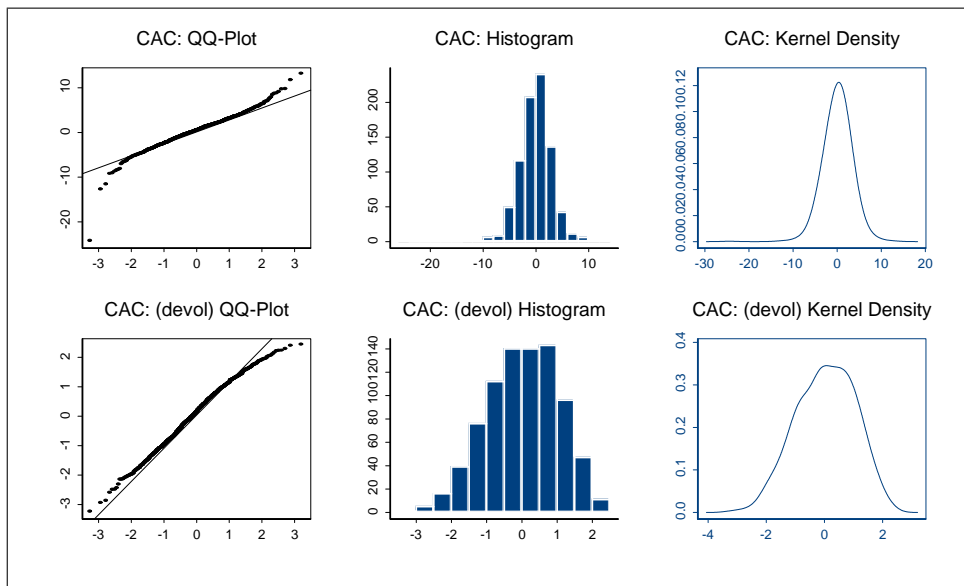 CAC: QQ-Plot
10
0
-10
-20
-3 -2 -1 0 1 2 3
CAC: Histogram
200
150
100
50
0
-20 -10 0 10
CAC: Kernel Density
0.000.020.040.060.080.100.12
-30 -20 -10 0 10 20
CAC: (devol) QQ-Plot
2
1
0
-1
-2
-3
-3 -2 -1 0 1 2 3
CAC: (devol) Histogram
140
120
100
80
60
40
20
0
-3 -2 -1 0 1 2
CAC: (devol) Kernel Density
0.4
0.3
0.2
0.1
0.0
-4 -2 0 2